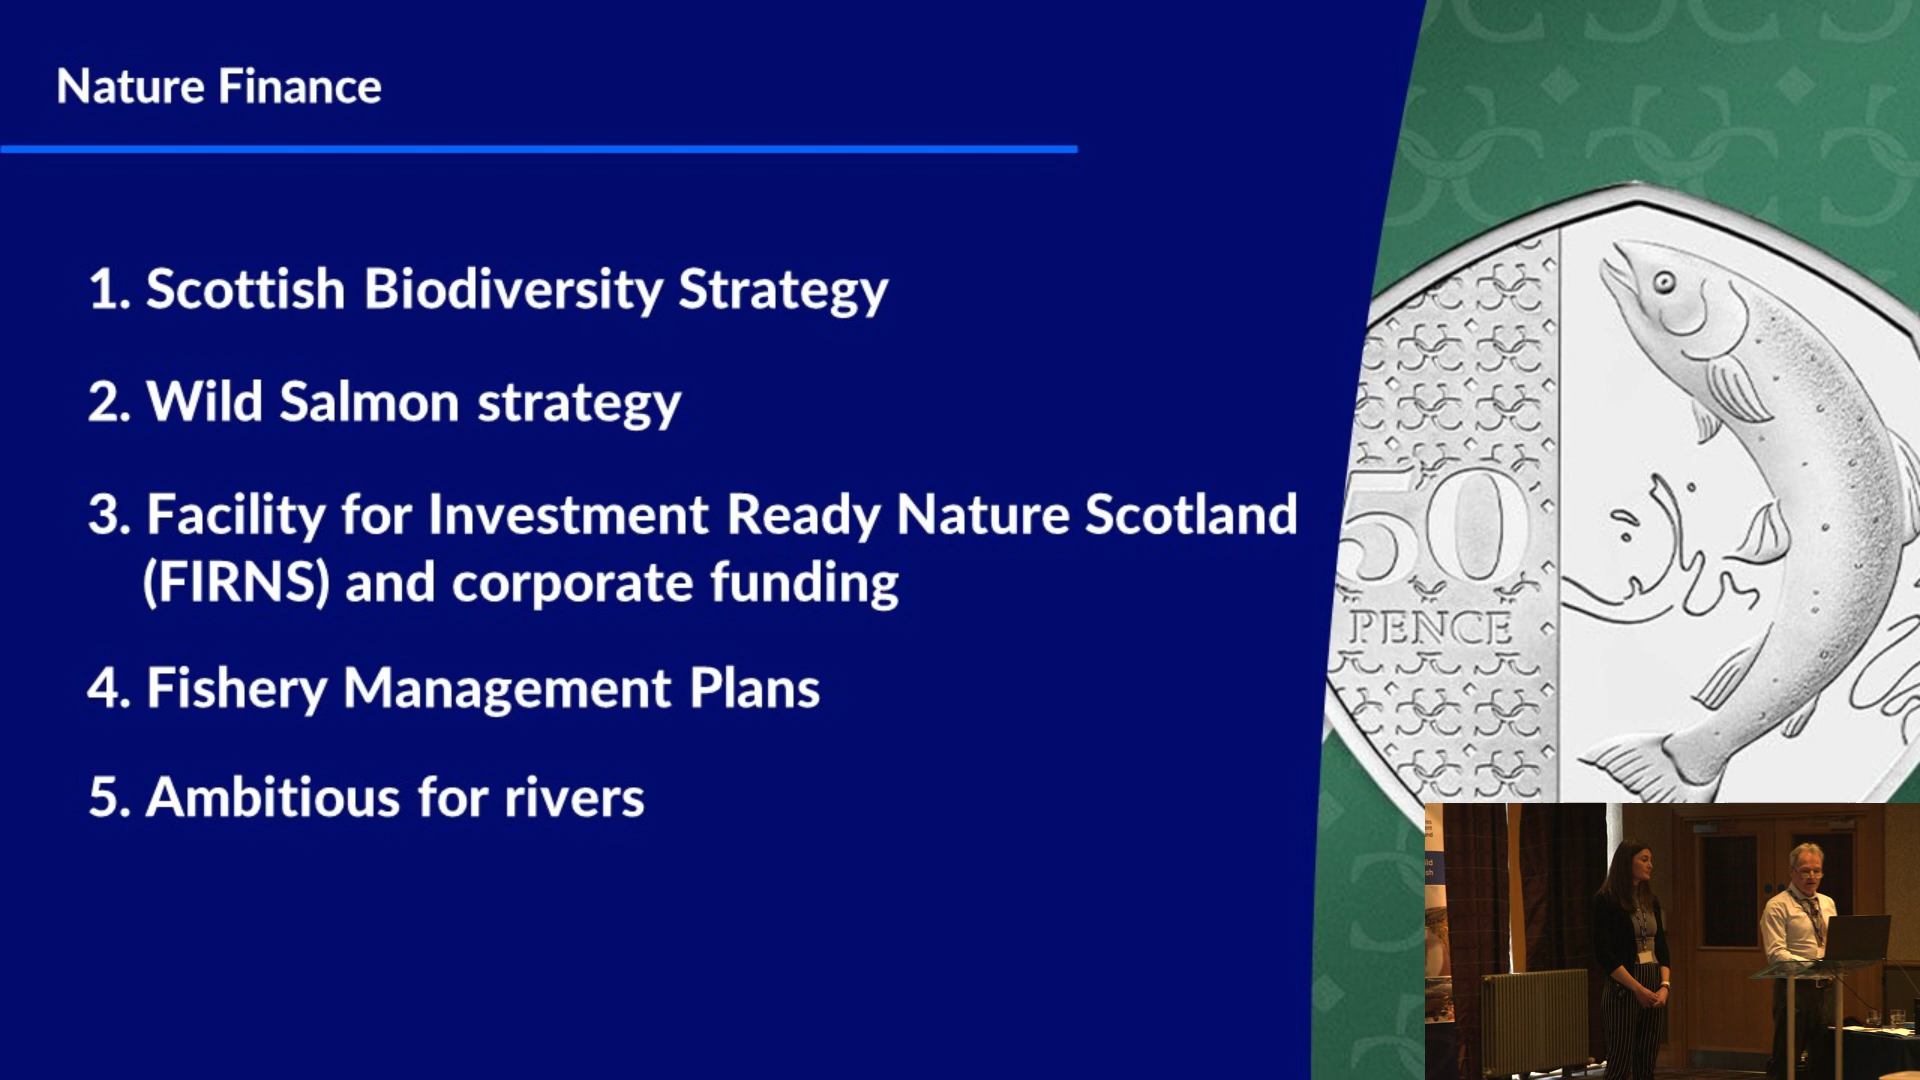 Nature Finance
1. Scottish Biodiversity Strategy
2. Wild Salmon strategy
3. Facility for Investment Ready Nature Scotland
(FIRNS) and corporate funding
4. Fishery Management Plans
5. Ambitious for rivers
50
PENCE